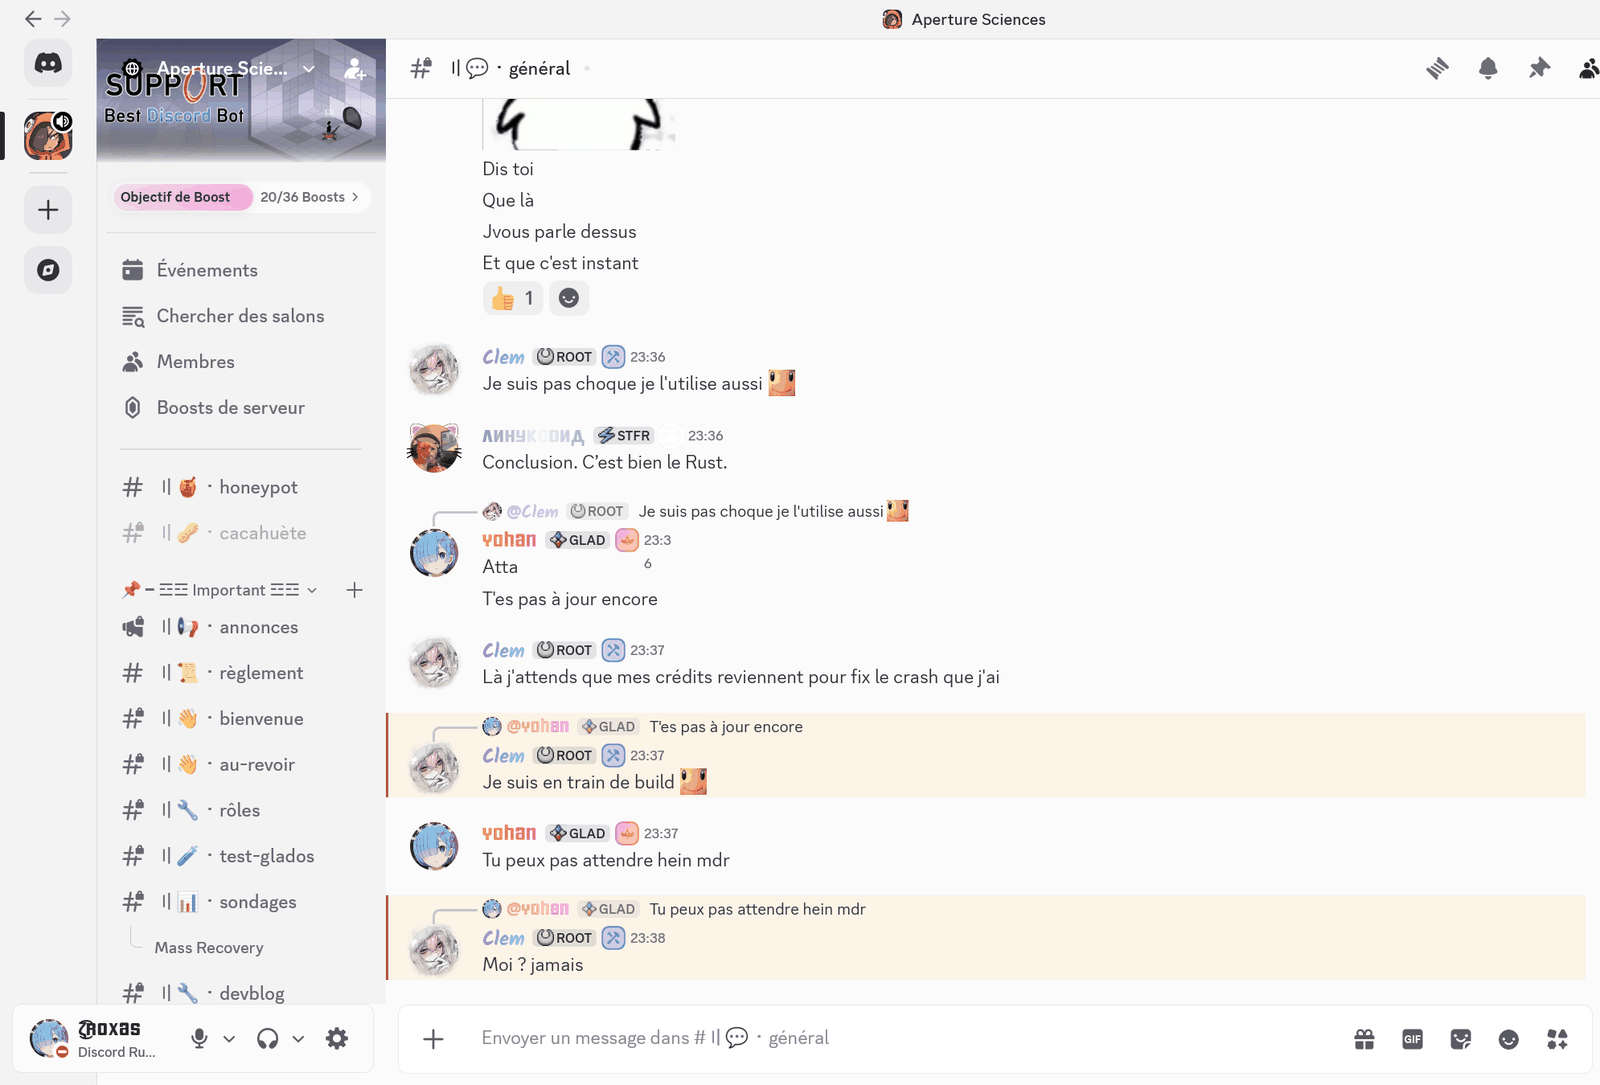 Aperture Sciences
Aperture Scie...
SUPPORT
Best Discord Bot
Objectif de Boost
20/36 Boosts
Événements
Chercher des salons
Membres
Boosts de serveur
honeypot
cacahuète
Important
annonces
règlement
bienvenue
au-revoir
rôles
test-glados
sondages
Mass Recovery
devblog
Roxas
Discord Ru...
général
Dis toi
Que là
Jvous parle dessus
Et que c'est instant
1
Clem ROOT 23:36
Je suis pas choque je l'utilise aussi
ЛИНУКСОИД STFR 23:36
Conclusion. C’est bien le Rust.
@Clem ROOT Je suis pas choque je l'utilise aussi
yohan GLAD 23:36
Atta
T'es pas à jour encore
Clem ROOT 23:37
Là j'attends que mes crédits reviennent pour fix le crash que j'ai
@yohan GLAD T'es pas à jour encore
Clem ROOT 23:37
Je suis en train de build
yohan GLAD 23:37
Tu peux pas attendre hein mdr
@yohan GLAD Tu peux pas attendre hein mdr
Clem ROOT 23:38
Moi ? jamais
Envoyer un message dans # général
GIF